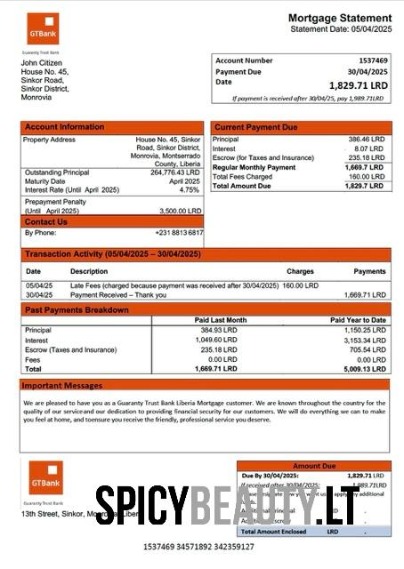 Mortgage Statement
Statement Date: 05/04/2025
GTBank
Guaranty Trust Bank
John Citizen
House No. 45,
Sinkor Road,
Sinkor District,
Monrovia
Account Number 1537469
Payment Due 30/04/2025
Date 1,829.71 LRD
If payment is received after 30/04/25, pay 1,989.71LRD
Account Information
Property Address House No. 45, Sinkor
Road, Sinkor District,
Monrovia, Montserrado
County, Liberia
Outstanding Principal 264,776.43 LRD
Maturity Date April 2025
Interest Rate (Until April 2025) 4.75%
Prepayment Penalty
(Until April 2025) 3,500.00 LRD
Contact Us
By Phone: +231 8813 6817
Current Payment Due
Principal 386.46 LRD
Interest 8.07 LRD
Escrow (for Taxes and Insurance) 235.18 LRD
Regular Monthly Payment 1,669.7 LRD
Total Fees Charged 160.00 LRD
Total Amount Due 1,829.7 LRD
Transaction Activity (05/04/2025 – 30/04/2025)
Date Description Charges Payments
05/04/25 Late Fees (charged because payment was received after 30/04/2025) 160.00 LRD
30/04/25 Payment Received – Thank you 1,669.71 LRD
Past Payments Breakdown
Paid Last Month Paid Year to Date
Principal 384.93 LRD 1,150.25 LRD
Interest 1,049.60 LRD 3,153.34 LRD
Escrow (Taxes and Insurance) 235.18 LRD 705.54 LRD
Fees 0.00 LRD 0.00 LRD
Total 1,669.71 LRD 5,009.13 LRD
Important Messages
We are pleased to have you as a Guaranty Trust Bank Liberia Mortgage customer. We are known throughout the country for the
quality of our service and our dedication to providing financial security for our customers. We will do everything we can to make
you feel at home, and toensure you receive the friendly, professional service you deserve.
GTBank
Guaranty Trust Bank
13th Street, Sinkor, Monrovia, Liberia
Amount Due
Due By 30/04/2025: 1,829.71 LRD
If received after 30/04/25: 1,989.71LRD
additional
Total Amount Enclosed LRD .
SPICYBEAUTY.LT
1537469 34571892 342359127